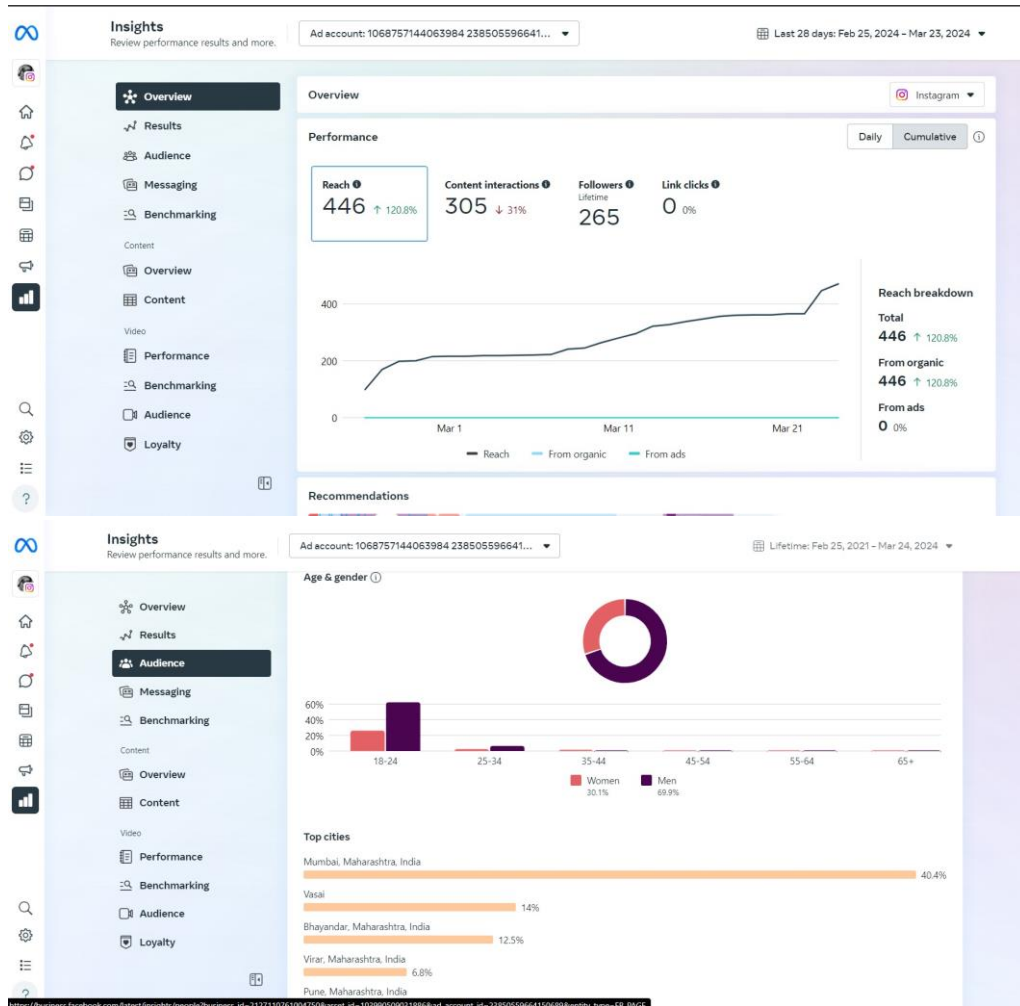 Insights
Review performance results and more.
Ad account: 1068757144063984 238505596641...
Last 28 days: Feb 25, 2024 – Mar 23, 2024
Overview
Results
Audience
Messaging
Benchmarking
Content
Overview
Content
Video
Performance
Benchmarking
Audience
Loyalty
?
Overview
Instagram
Performance
Daily Cumulative
Reach
446 ↑ 120.8%
Content interactions
305 ↓ 31%
Followers
Lifetime
265
Link clicks
0 0%
400
200
0
Mar 1 Mar 11 Mar 21
Reach From organic From ads
Reach breakdown
Total
446 ↑ 120.8%
From organic
446 ↑ 120.8%
From ads
0 0%
Recommendations
Insights
Review performance results and more.
Ad account: 1068757144063984 238505596641...
Lifetime: Feb 25, 2021 – Mar 24, 2024
Overview
Results
Audience
Messaging
Benchmarking
Content
Overview
Content
Video
Performance
Benchmarking
Audience
Loyalty
?
Age & gender
60%
40%
20%
0%
18-24 25-34 35-44 45-54 55-64 65+
Women Men
30.1% 69.9%
Top cities
Mumbai, Maharashtra, India
40.4%
Vasai
14%
Bhayandar, Maharashtra, India
12.5%
Virar, Maharashtra, India
6.8%
Pune, Maharashtra, India